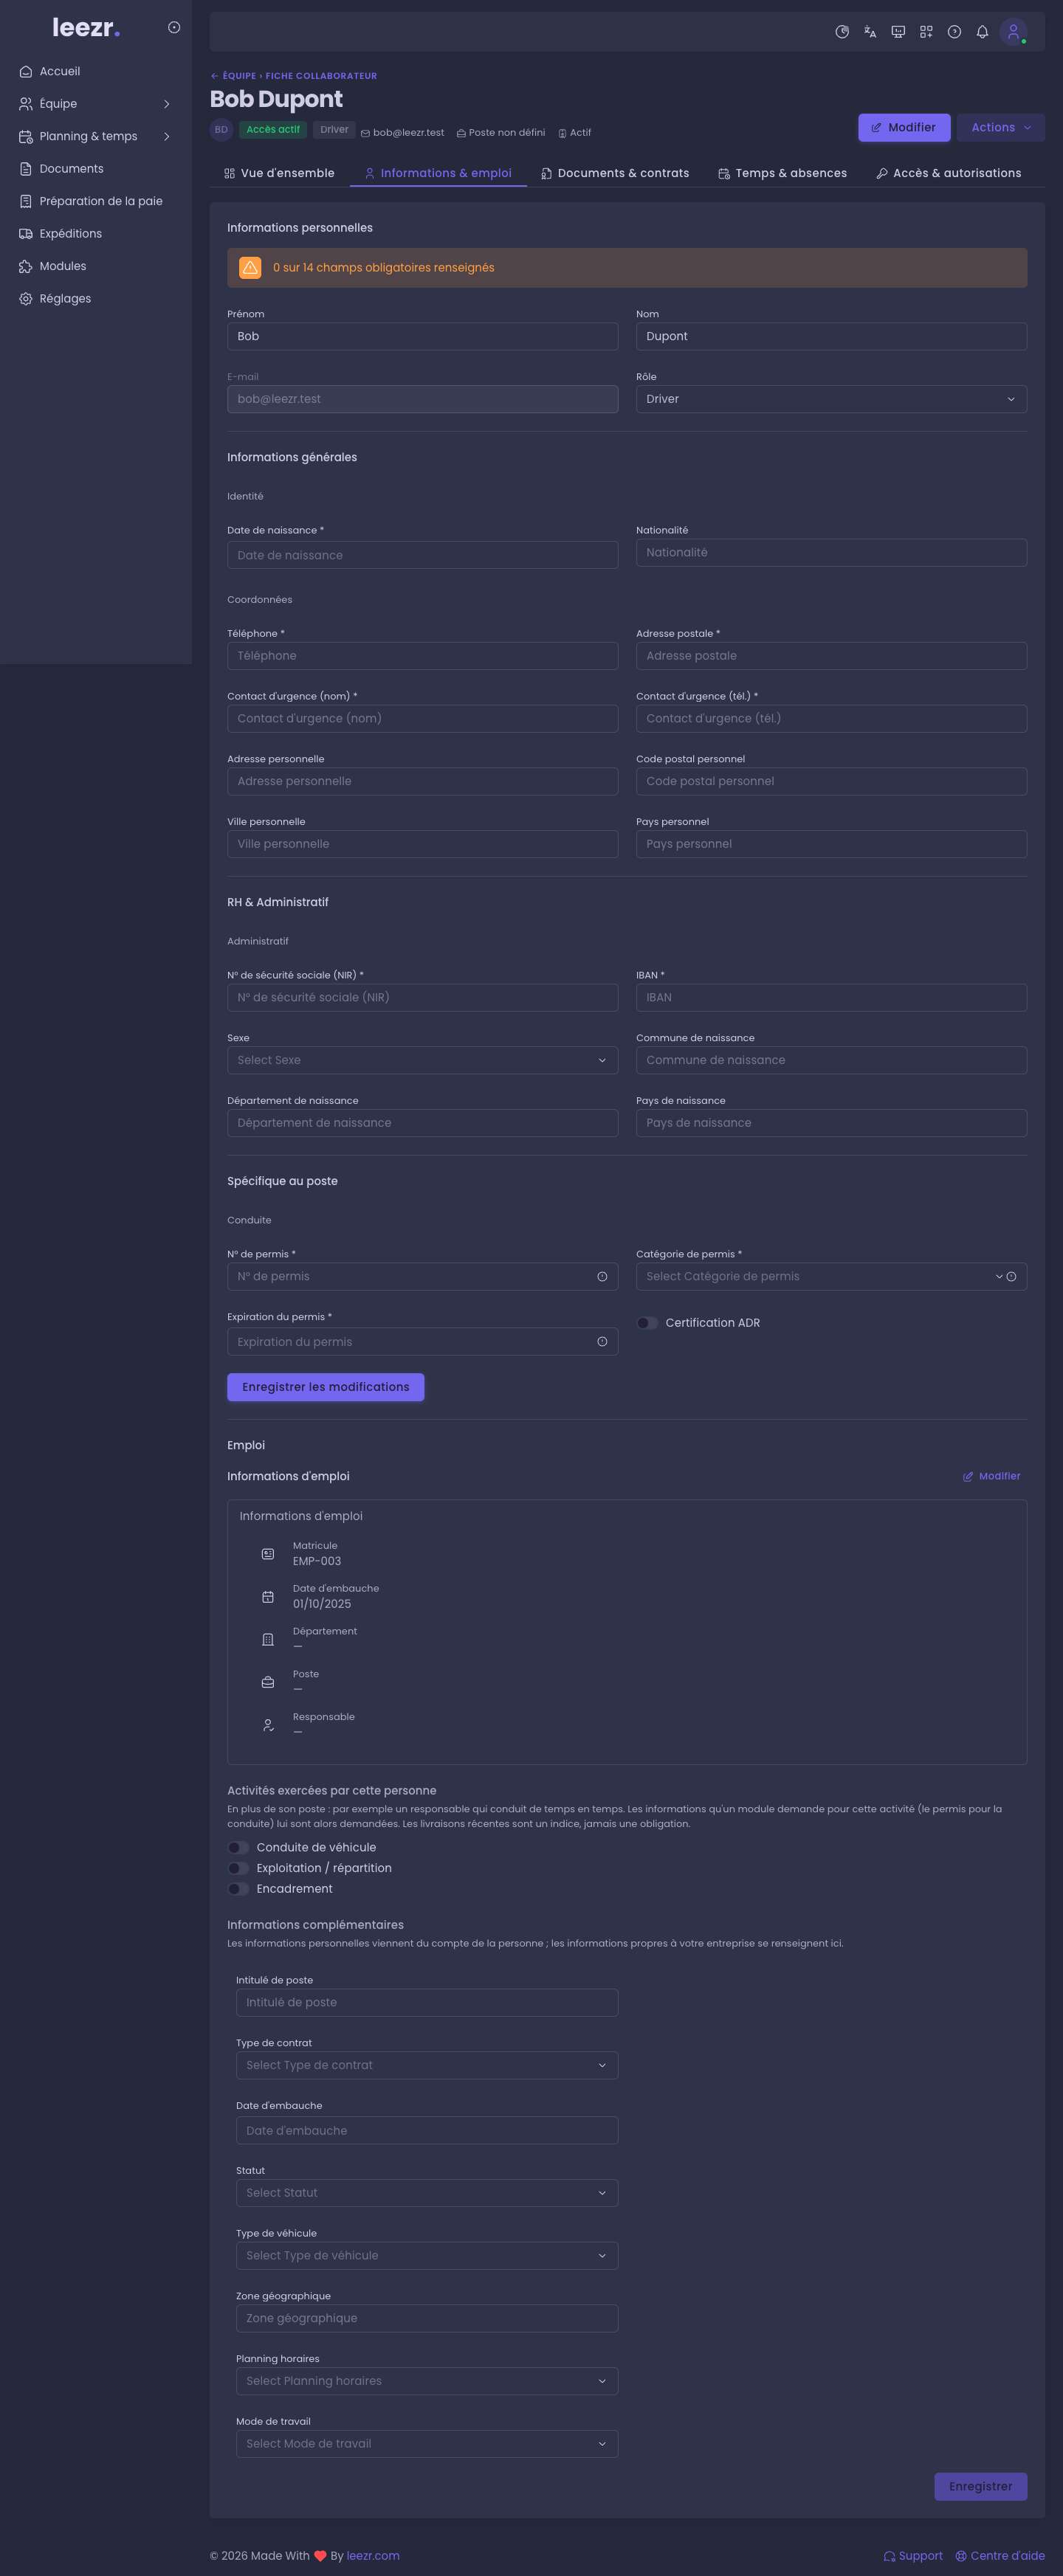 leezr.
Accueil
Équipe
Planning & temps
Documents
Préparation de la paie
Expéditions
Modules
Réglages
← ÉQUIPE › FICHE COLLABORATEUR
Bob Dupont
BD Accès actif Driver bob@leezr.test Poste non défini Actif
Modifier Actions
Vue d'ensemble Informations & emploi Documents & contrats Temps & absences Accès & autorisations
Informations personnelles
0 sur 14 champs obligatoires renseignés
Prénom Nom
Bob Dupont
E-mail Rôle
bob@leezr.test Driver
Informations générales
Identité
Date de naissance * Nationalité
Date de naissance Nationalité
Coordonnées
Téléphone * Adresse postale *
Téléphone Adresse postale
Contact d'urgence (nom) * Contact d'urgence (tél.) *
Contact d'urgence (nom) Contact d'urgence (tél.)
Adresse personnelle Code postal personnel
Adresse personnelle Code postal personnel
Ville personnelle Pays personnel
Ville personnelle Pays personnel
RH & Administratif
Administratif
N° de sécurité sociale (NIR) * IBAN *
N° de sécurité sociale (NIR) IBAN
Sexe Commune de naissance
Select Sexe Commune de naissance
Département de naissance Pays de naissance
Département de naissance Pays de naissance
Spécifique au poste
Conduite
N° de permis * Catégorie de permis *
N° de permis Select Catégorie de permis
Expiration du permis *
Expiration du permis Certification ADR
Enregistrer les modifications
Emploi
Informations d'emploi Modifier
Informations d'emploi
Matricule
EMP-003
Date d'embauche
01/10/2025
Département
—
Poste
—
Responsable
—
Activités exercées par cette personne
En plus de son poste : par exemple un responsable qui conduit de temps en temps. Les informations qu'un module demande pour cette activité (le permis pour la
conduite) lui sont alors demandées. Les livraisons récentes sont un indice, jamais une obligation.
Conduite de véhicule
Exploitation / répartition
Encadrement
Informations complémentaires
Les informations personnelles viennent du compte de la personne ; les informations propres à votre entreprise se renseignent ici.
Intitulé de poste
Intitulé de poste
Type de contrat
Select Type de contrat
Date d'embauche
Date d'embauche
Statut
Select Statut
Type de véhicule
Select Type de véhicule
Zone géographique
Zone géographique
Planning horaires
Select Planning horaires
Mode de travail
Select Mode de travail
Enregistrer
© 2026 Made With ❤ By leezr.com Support Centre d'aide